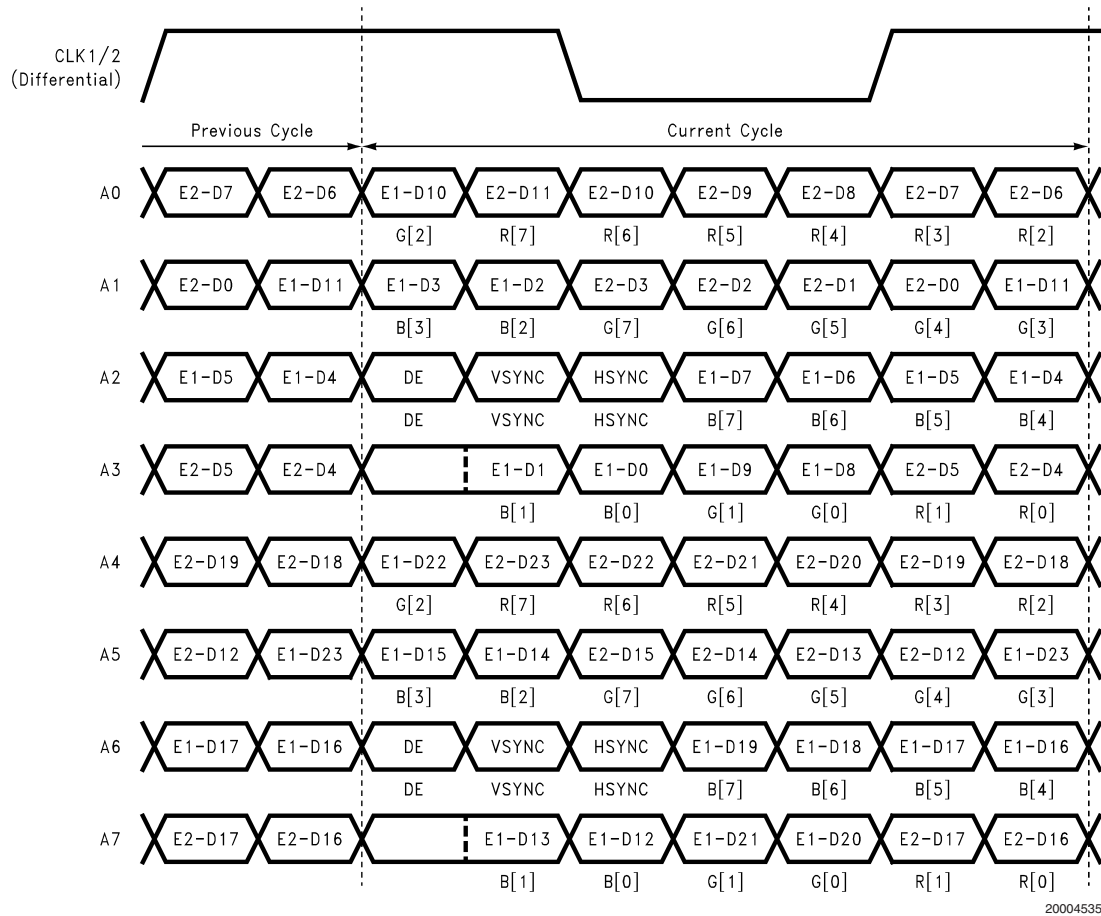 CLK1/2
(Differential)
Previous Cycle Current Cycle
A0 E2-D7 E2-D6 E1-D10 E2-D11 E2-D10 E2-D9 E2-D8 E2-D7 E2-D6
G[2] R[7] R[6] R[5] R[4] R[3] R[2]
A1 E2-D0 E1-D11 E1-D3 E1-D2 E2-D3 E2-D2 E2-D1 E2-D0 E1-D11
B[3] B[2] G[7] G[6] G[5] G[4] G[3]
A2 E1-D5 E1-D4 DE VSYNC HSYNC E1-D7 E1-D6 E1-D5 E1-D4
DE VSYNC HSYNC B[7] B[6] B[5] B[4]
A3 E2-D5 E2-D4 E1-D1 E1-D0 E1-D9 E1-D8 E2-D5 E2-D4
B[1] B[0] G[1] G[0] R[1] R[0]
A4 E2-D19 E2-D18 E1-D22 E2-D23 E2-D22 E2-D21 E2-D20 E2-D19 E2-D18
G[2] R[7] R[6] R[5] R[4] R[3] R[2]
A5 E2-D12 E1-D23 E1-D15 E1-D14 E2-D15 E2-D14 E2-D13 E2-D12 E1-D23
B[3] B[2] G[7] G[6] G[5] G[4] G[3]
A6 E1-D17 E1-D16 DE VSYNC HSYNC E1-D19 E1-D18 E1-D17 E1-D16
DE VSYNC HSYNC B[7] B[6] B[5] B[4]
A7 E2-D17 E2-D16 E1-D13 E1-D12 E1-D21 E1-D20 E2-D17 E2-D16
B[1] B[0] G[1] G[0] R[1] R[0]
20004535